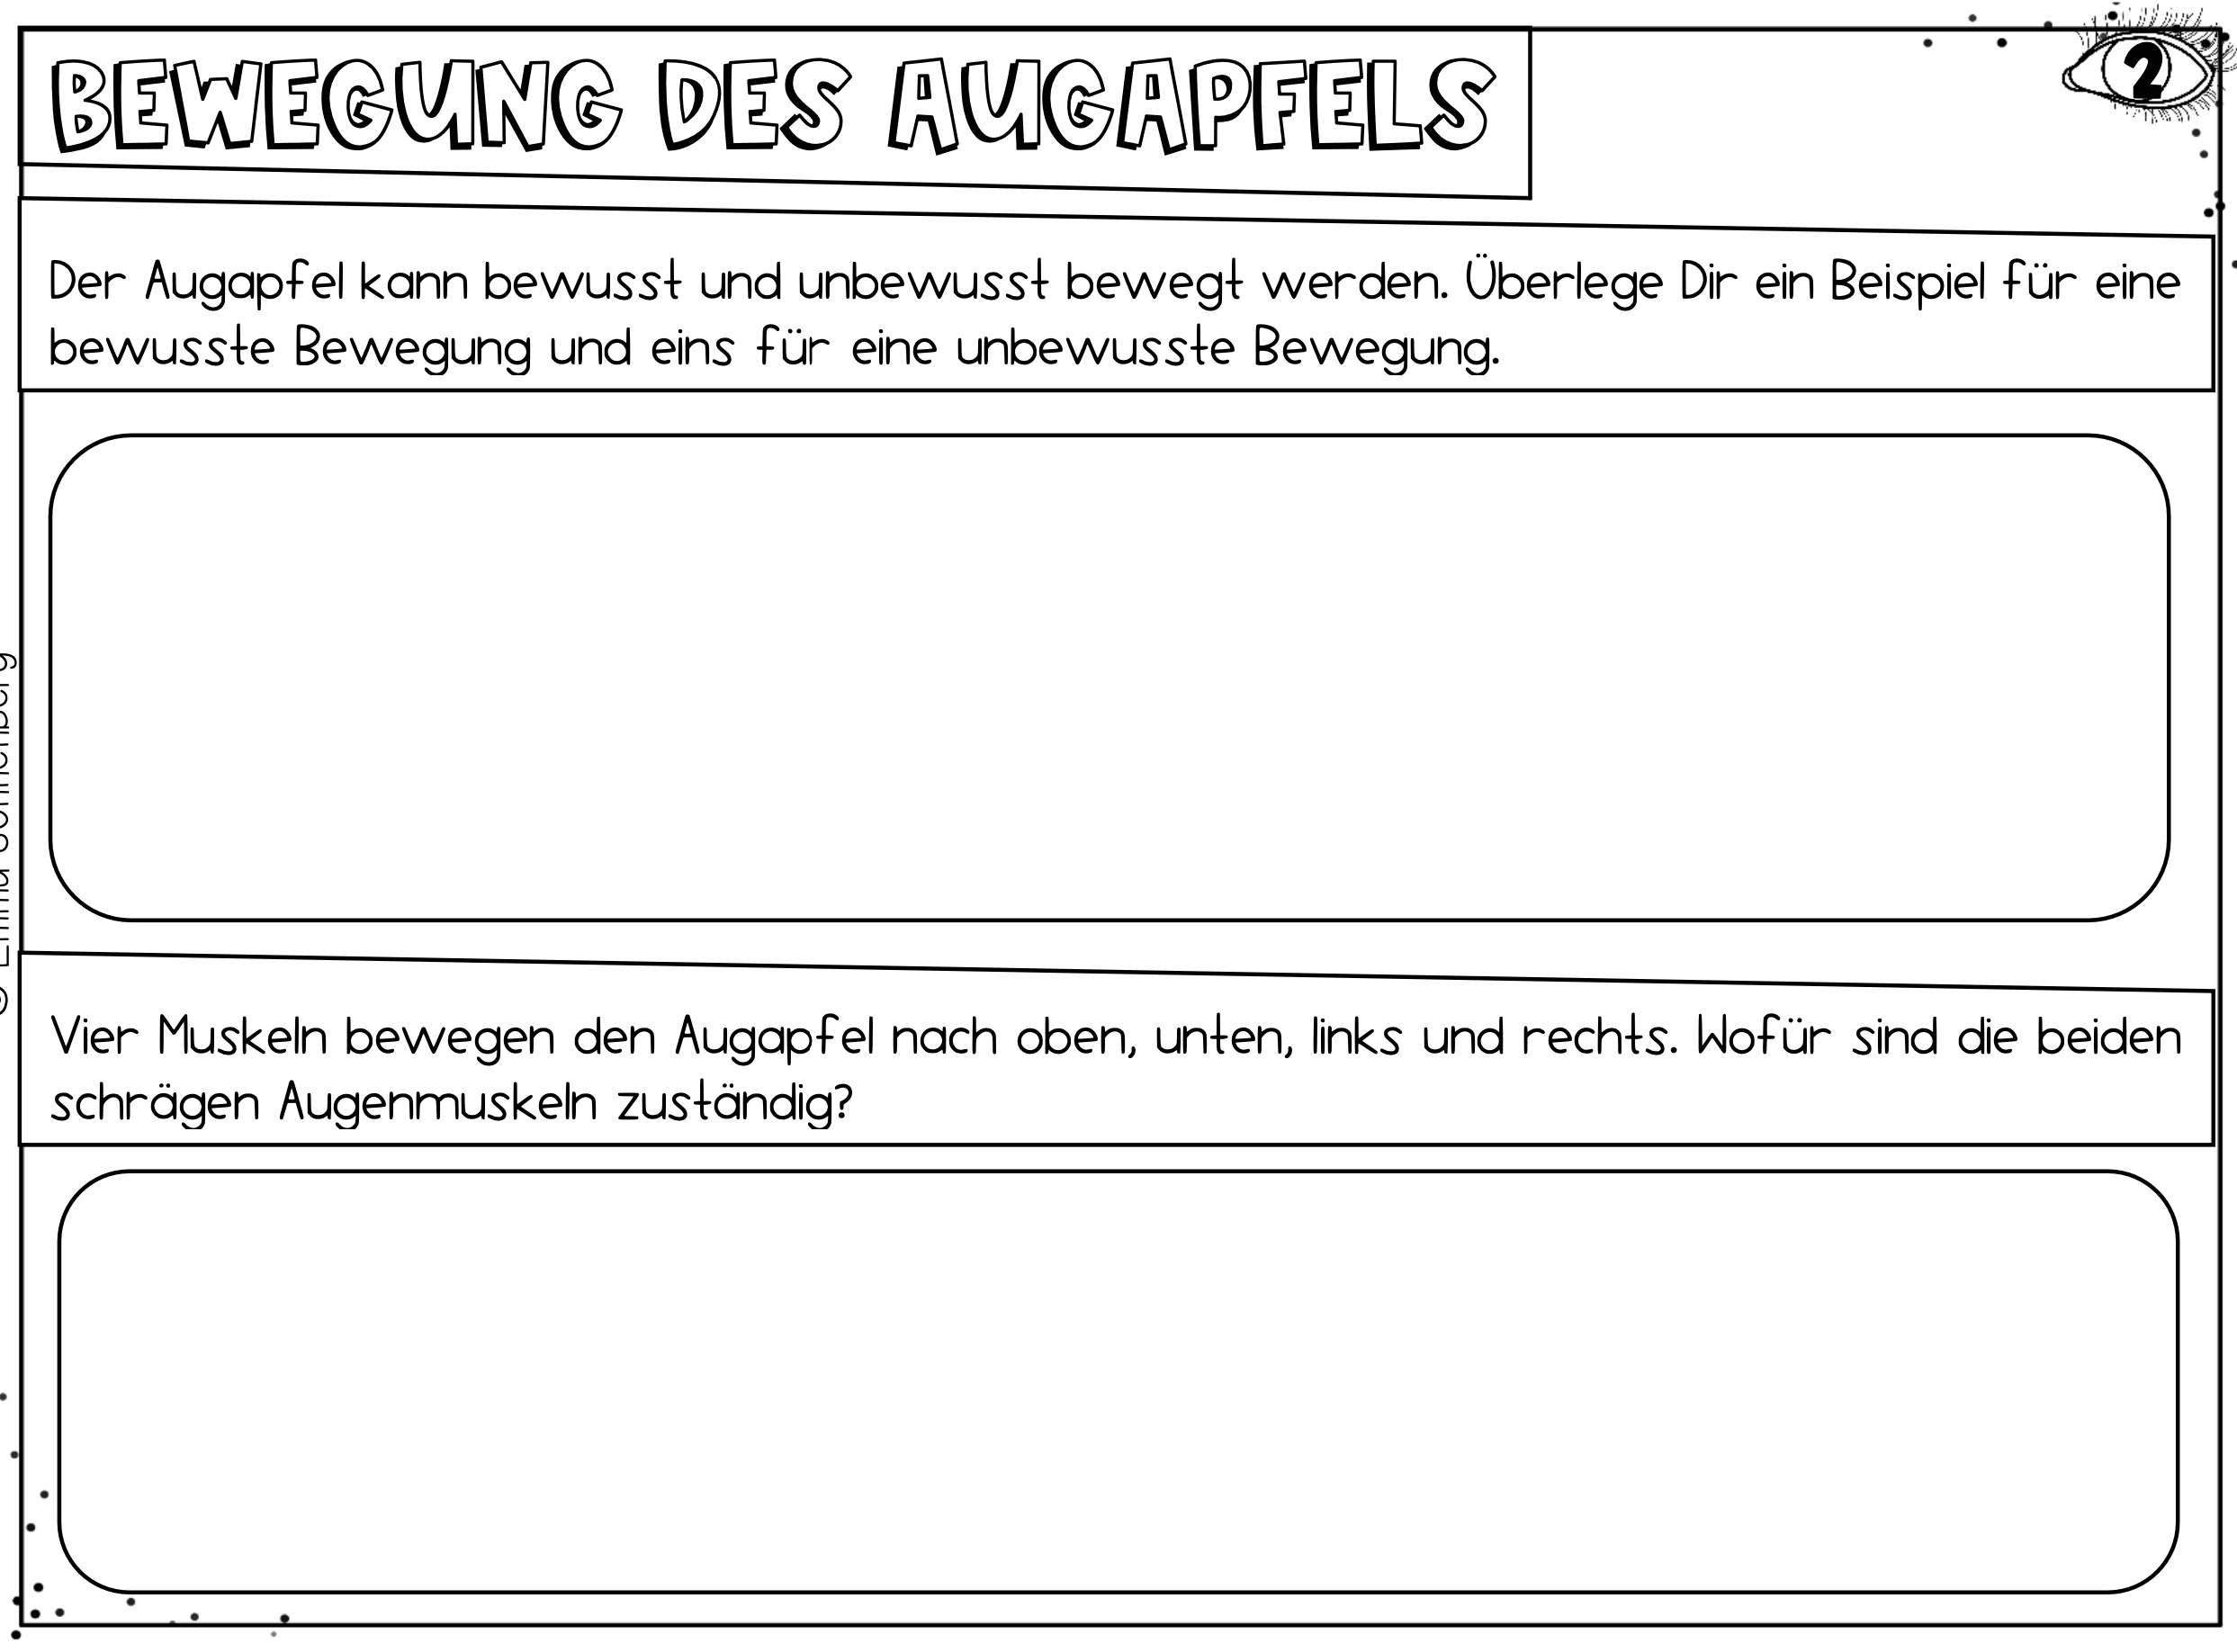 BEWEGUNG DES AUGAPFELS
2
Der Augapfel kann bewusst und unbewusst bewegt werden. Überlege Dir ein Beispiel für eine
bewusste Bewegung und eins für eine unbewusste Bewegung.
Vier Muskeln bewegen den Augapfel nach oben, unten, links und rechts. Wofür sind die beiden
schrägen Augenmuskeln zuständig?